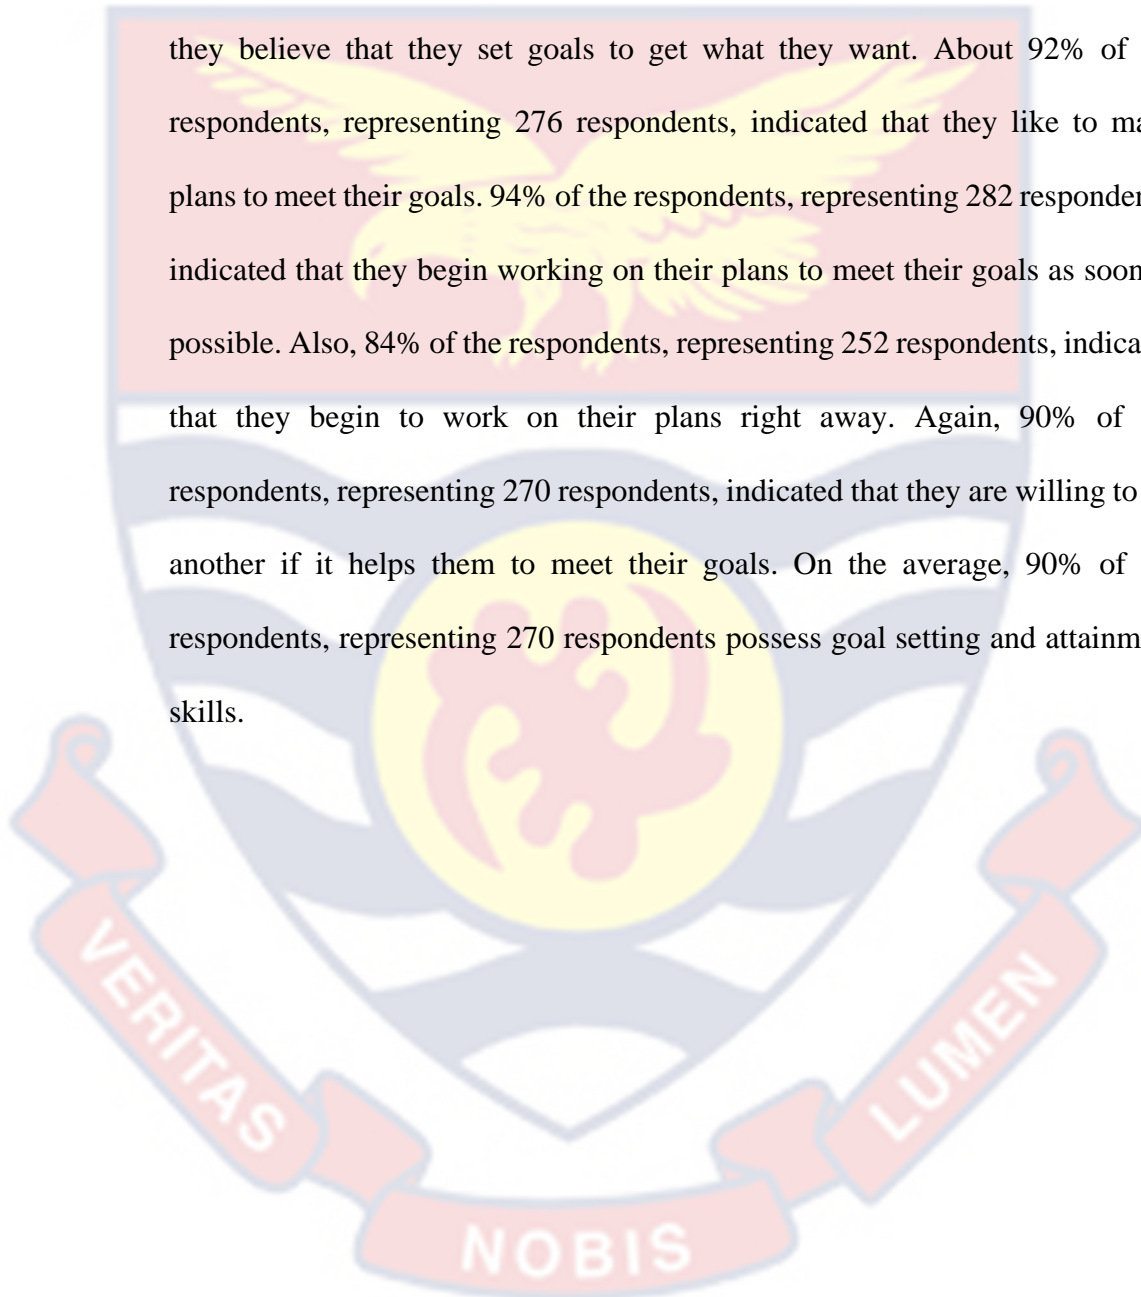 they believe that they set goals to get what they want. About 92% of
respondents, representing 276 respondents, indicated that they like to
plans to meet their goals. 94% of the respondents, representing 282
indicated that they begin working on their plans to meet their goals as soon
possible. Also, 84% of the respondents, representing 252 respondents,
that they begin to work on their plans right away. Again, 90% of
respondents, representing 270 respondents, indicated that they are willing to
another if it helps them to meet their goals. On the average, 90% of
respondents, representing 270 respondents possess goal setting and
skills.
VERITAS
NOBIS
LUMEN